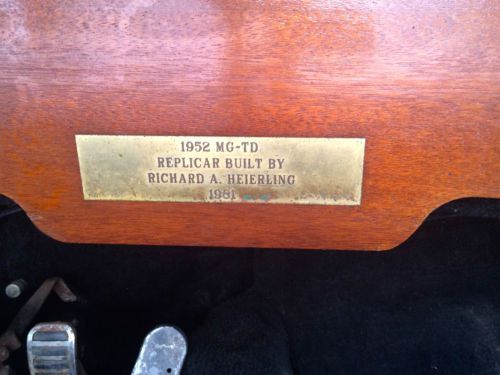 1952 MG-TD
REPLICAR BUILT BY
RICHARD A. HEIERLING
1981